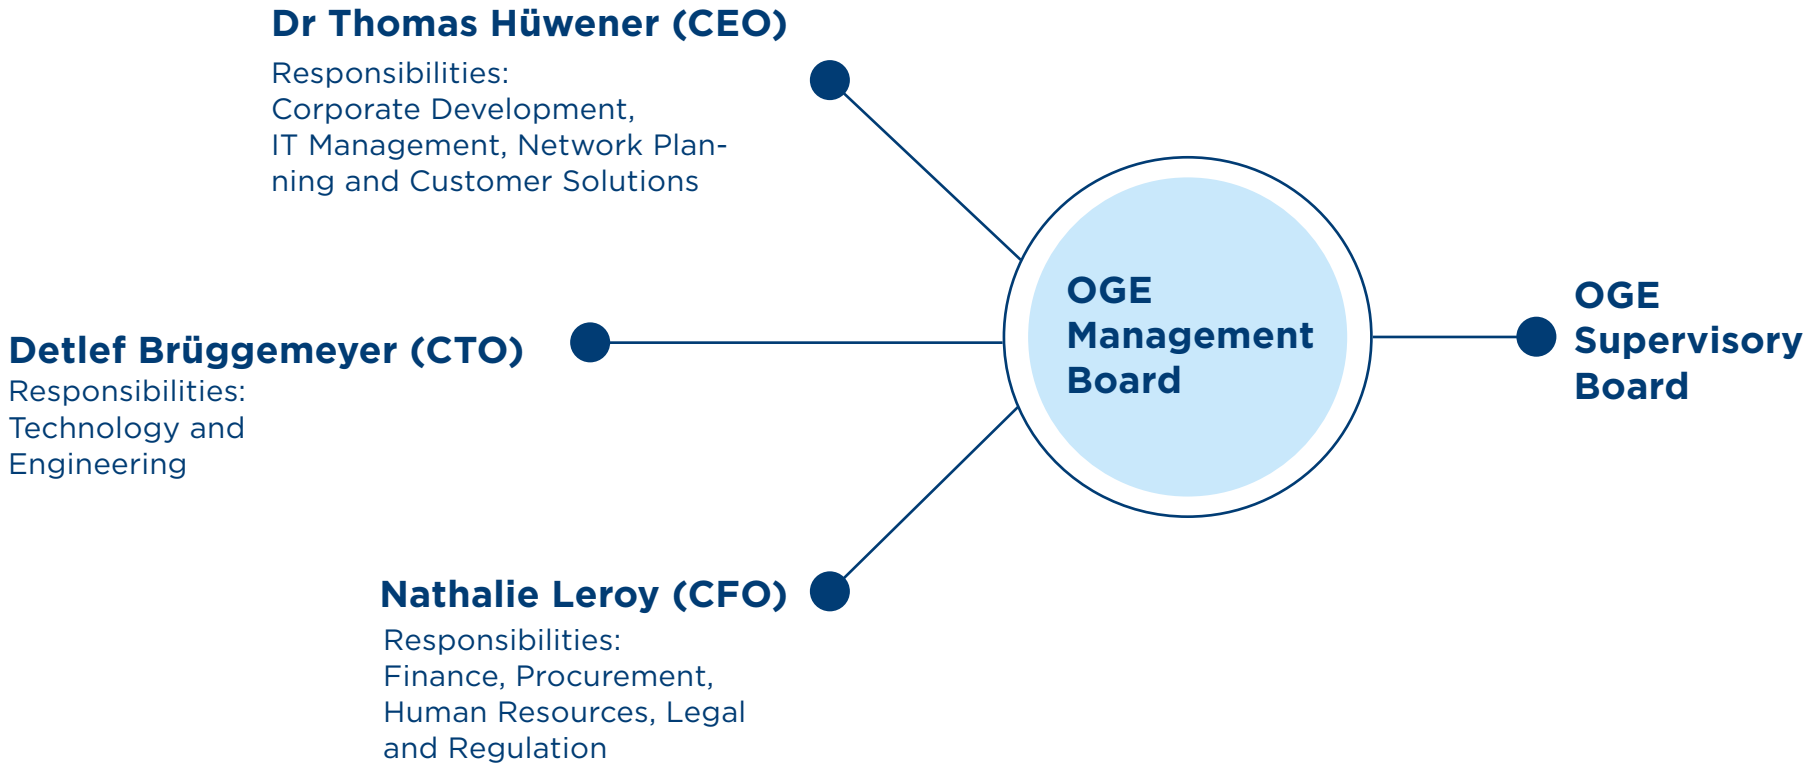 Dr Thomas Hüwener (CEO)
Responsibilities:
Corporate Development,
IT Management, Network Plan-
ning and Customer Solutions
Detlef Brüggemeyer (CTO)
Responsibilities:
Technology and
Engineering
Nathalie Leroy (CFO)
Responsibilities:
Finance, Procurement,
Human Resources, Legal
and Regulation
OGE
Management
Board
OGE
Supervisory
Board